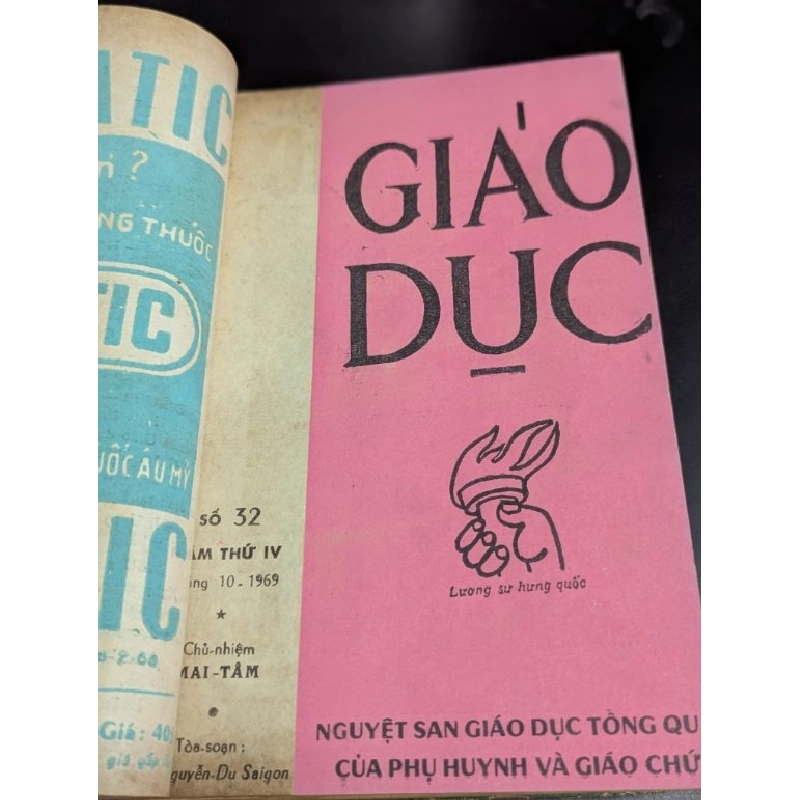 ATIC
?
NG THUỐC
TIC
UỐC ÂU MỸ
IC
Giá : 40
số 32
ĂM THỨ IV
ng 10 - 1969
Chủ-nhiệm
MAI-TÂM
Tòa-soạn :
guyễn-Du Saigon
GIÁO
DỤC
Lương sư hưng quốc
NGUYỆT SAN GIÁO DỤC TỔNG QU
CỦA PHỤ HUYNH VÀ GIÁO CHỨ